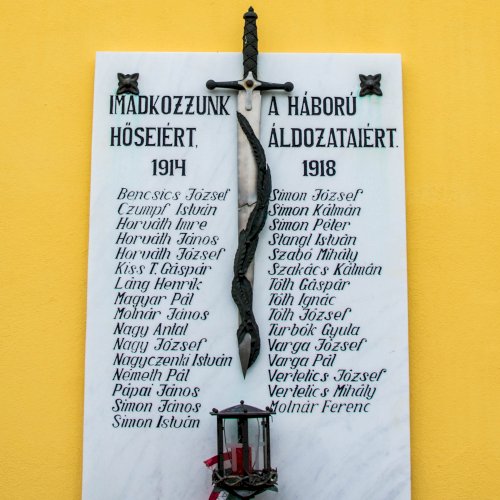 IMÁDKOZZUNK A HÁBORÚ
HŐSEIÉRT, ÁLDOZATAIÉRT.
1914 1918
Bencsics József
Czumpf István
Horváth Imre
Horváth János
Horváth József
Kiss T. Gáspár
Láng Henrik
Magyar Pál
Molnár János
Nagy Antal
Nagy József
Nagyczenki István
Németh Pál
Pápai János
Simon János
Simon István
Simon József
Simon Kálmán
Simon Péter
Stangl István
Szabó Mihály
Szakács Kálmán
Tóth Gáspár
Tóth Ignác
Tóth József
Turbók Gyula
Varga József
Varga Pál
Vertetics József
Vertetics Mihály
Molnár Ferenc